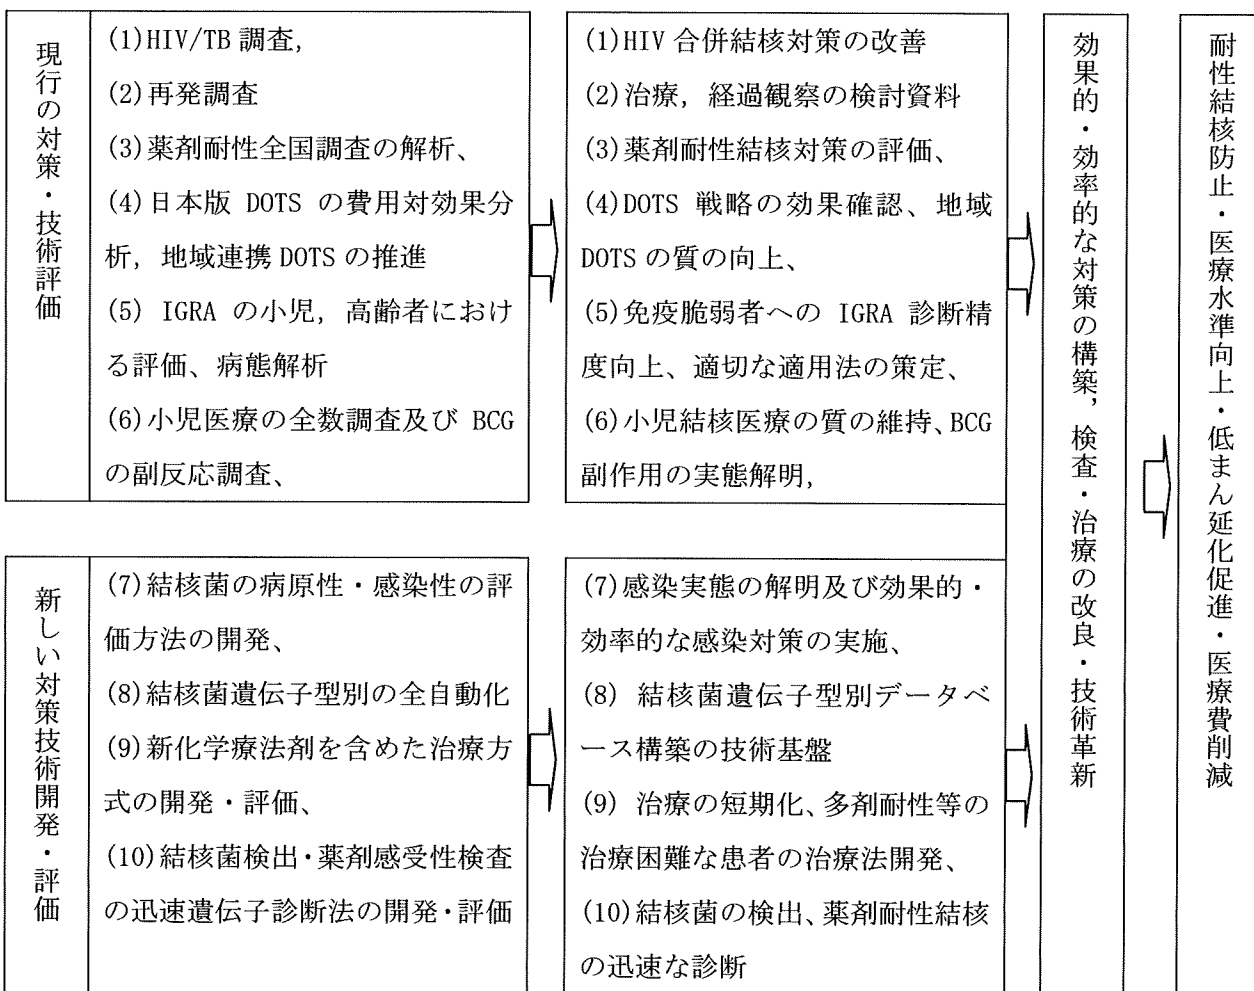 現行の対策・技術評価
(1)HIV/TB 調査,
(2)再発調査
(3)薬剤耐性全国調査の解析、
(4)日本版 DOTS の費用対効果分
析, 地域連携 DOTS の推進
(5) IGRA の小児, 高齢者におけ
る評価、病態解析
(6)小児医療の全数調査及び BCG
の副反応調査、
(1)HIV 合併結核対策の改善
(2)治療, 経過観察の検討資料
(3)薬剤耐性結核対策の評価、
(4)DOTS 戦略の効果確認、地域
DOTS の質の向上、
(5)免疫脆弱者への IGRA 診断精
度向上、適切な適用法の策定、
(6)小児結核医療の質の維持、BCG
副作用の実態解明,
新しい対策技術開発・評価
(7)結核菌の病原性・感染性の評
価方法の開発、
(8)結核菌遺伝子型別の全自動化
(9)新化学療法剤を含めた治療方
式の開発・評価、
(10)結核菌検出・薬剤感受性検査
の迅速遺伝子診断法の開発・評価
(7)感染実態の解明及び効果的・
効率的な感染対策の実施、
(8) 結核菌遺伝子型別データベ
ース構築の技術基盤
(9) 治療の短期化、多剤耐性等の
治療困難な患者の治療法開発、
(10)結核菌の検出、薬剤耐性結核
の迅速な診断
効果的・効率的な対策の構築, 検査・治療の改良・技術革新
耐性結核防止・医療水準向上・低まん延化促進・医療費削減